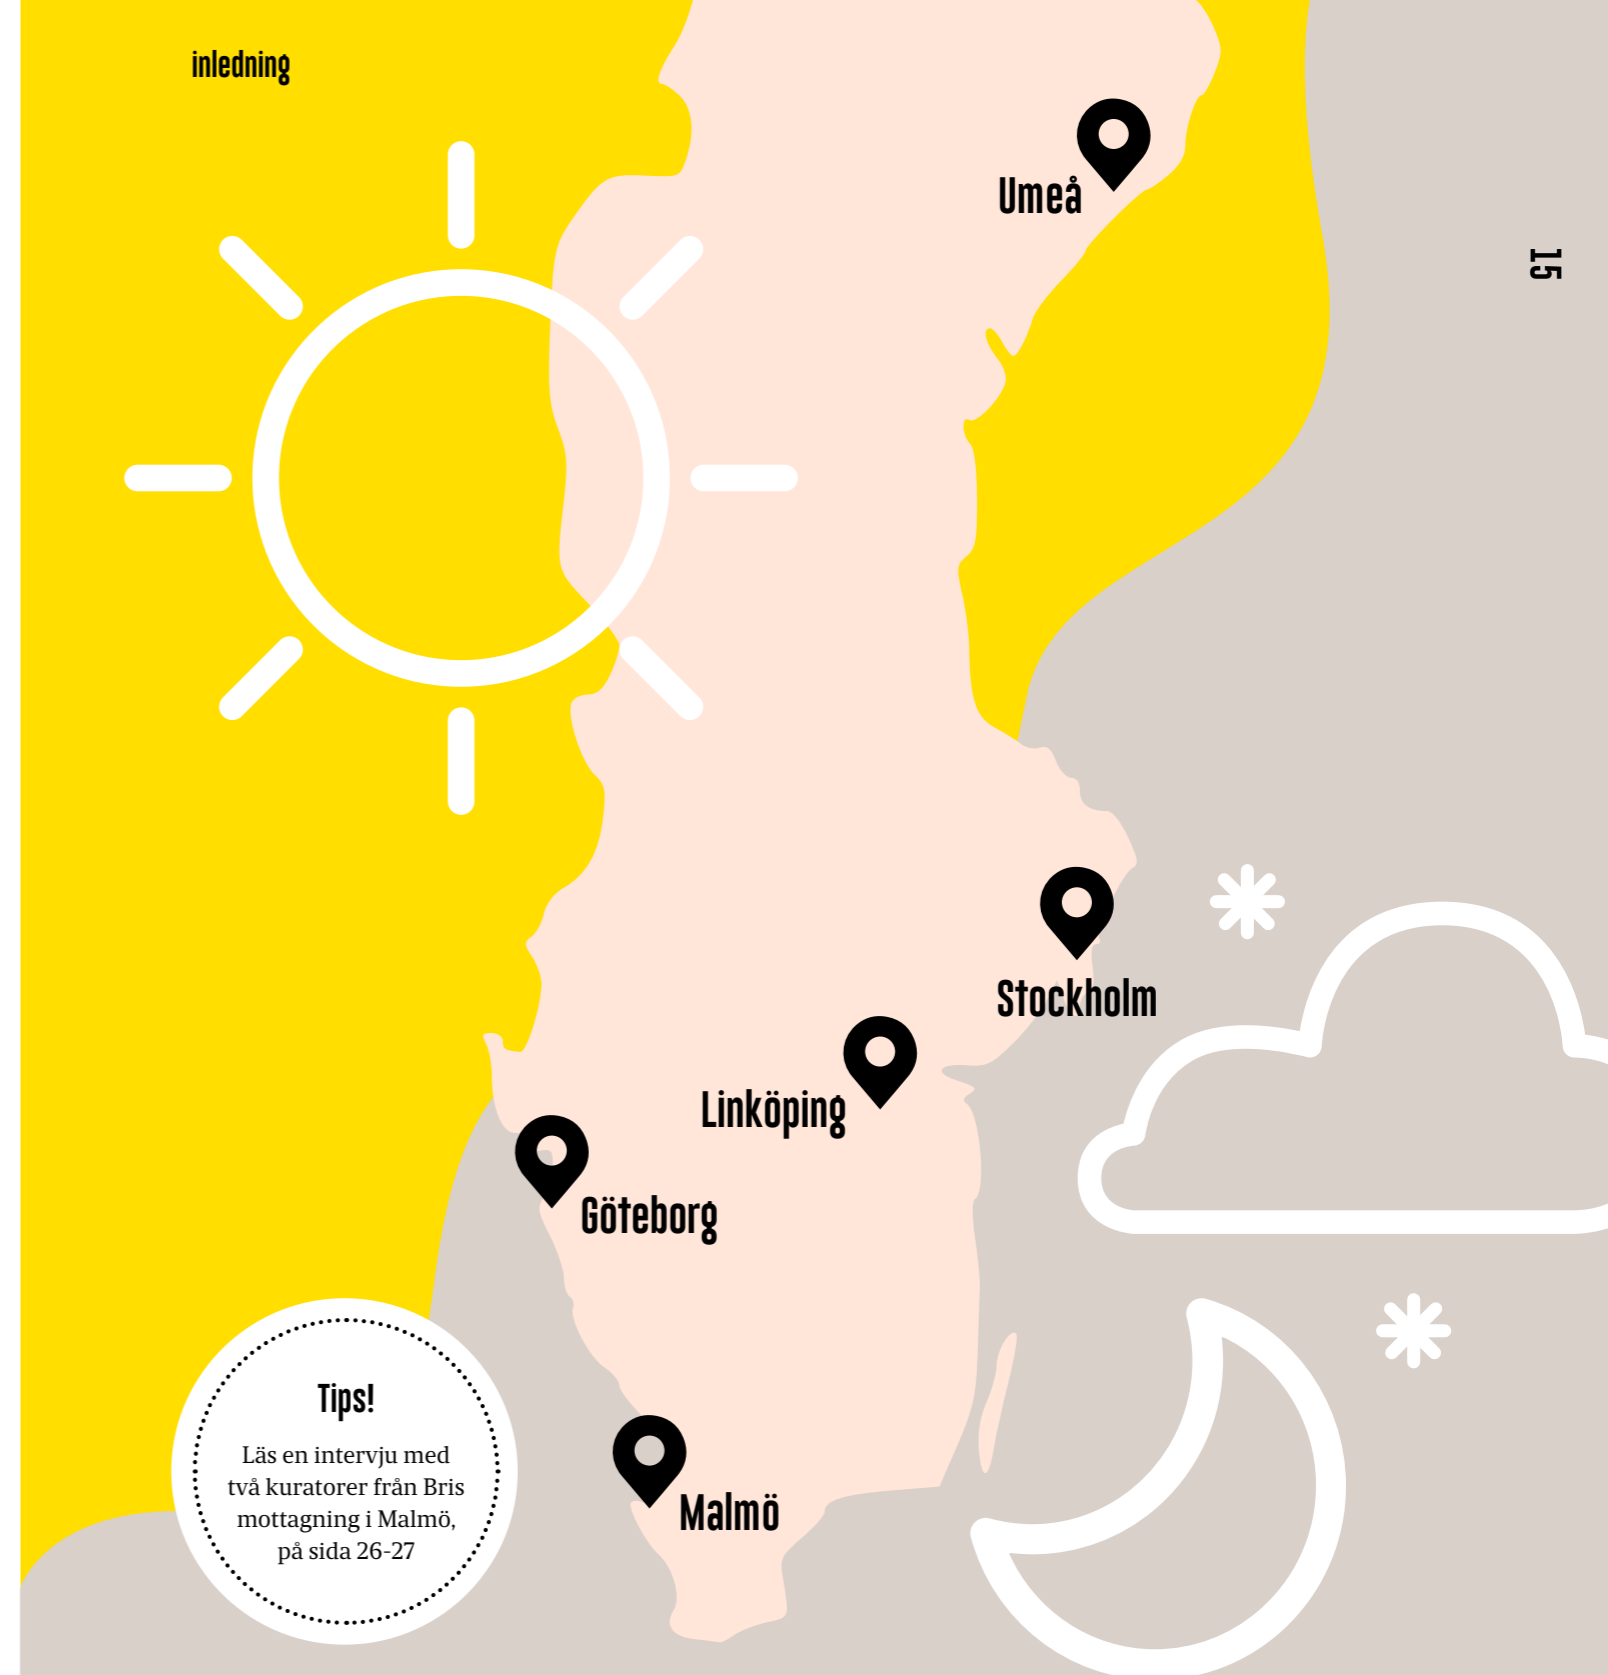 inledning
Umeå
15
Stockholm
Linköping
Göteborg
Tips!
Läs en intervju med
två kuratorer från Bris
mottagning i Malmö,
på sida 26-27
Malmö